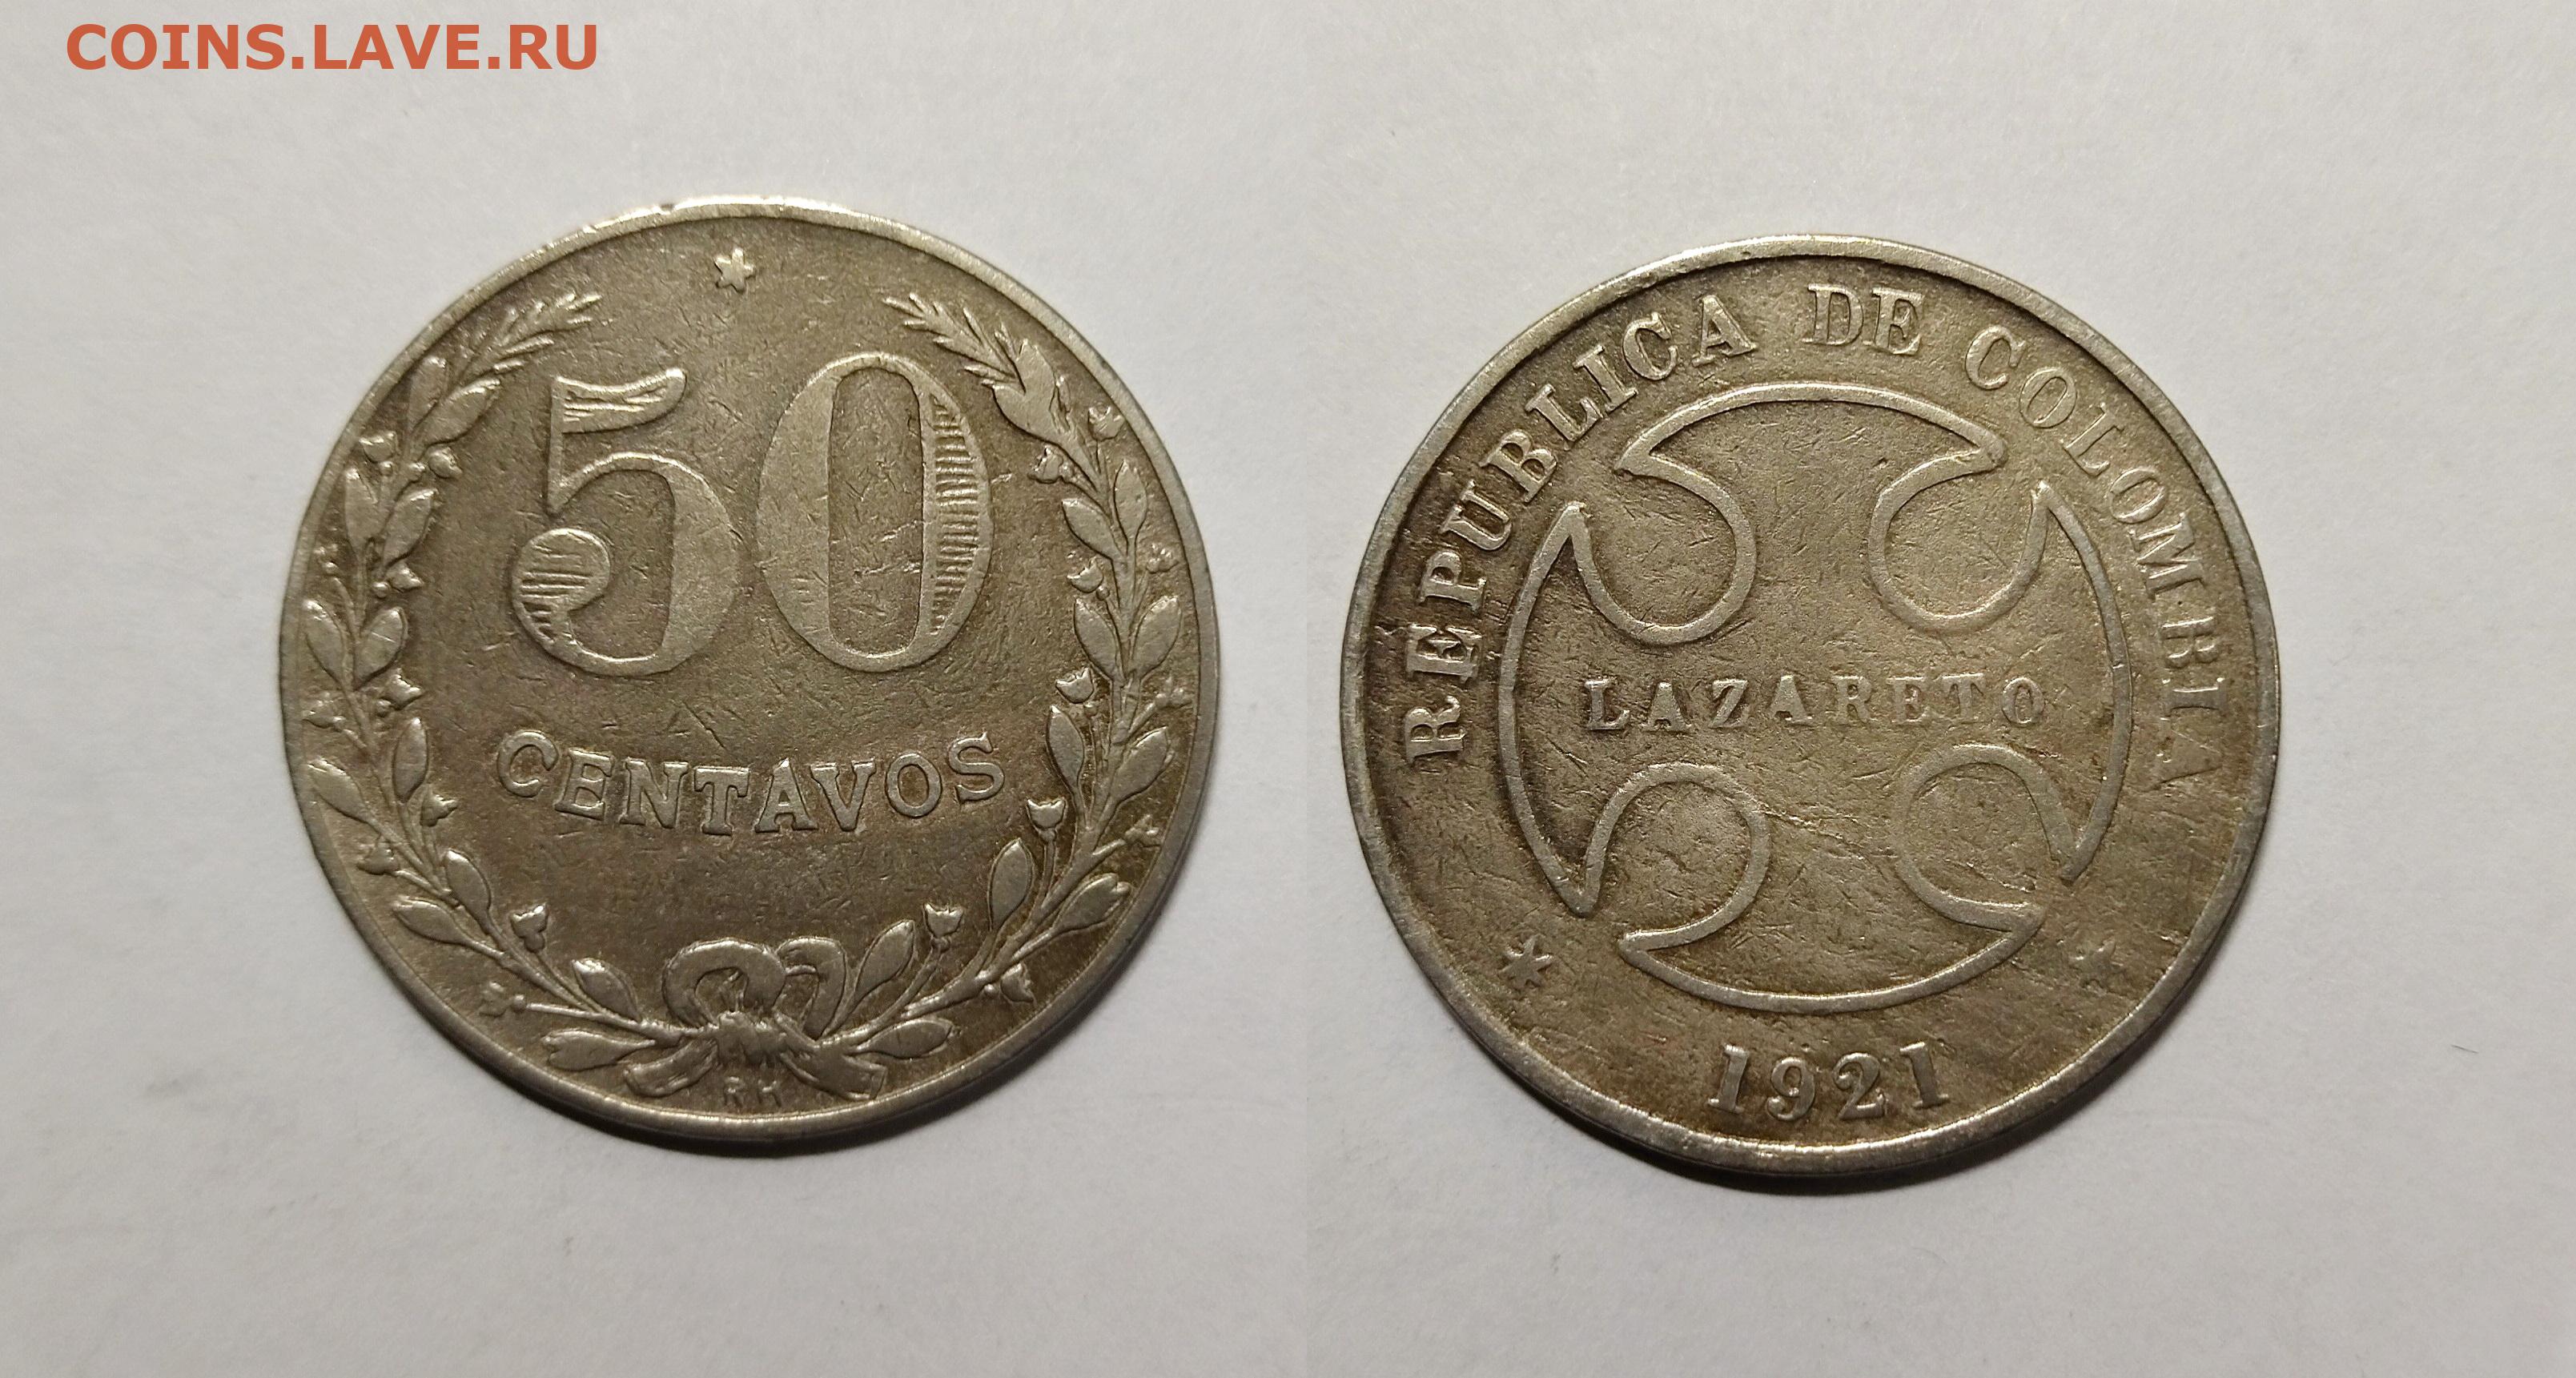 COINS.LAVE.RU
50
CENTAVOS
RH
REPUBLICA DE COLOMBIA
LAZARETO
1921